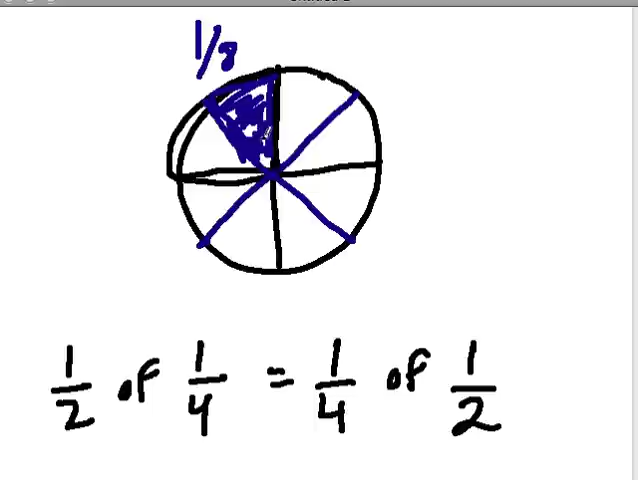 1/8
1/2 of 1/4 = 1/4 of 1/2